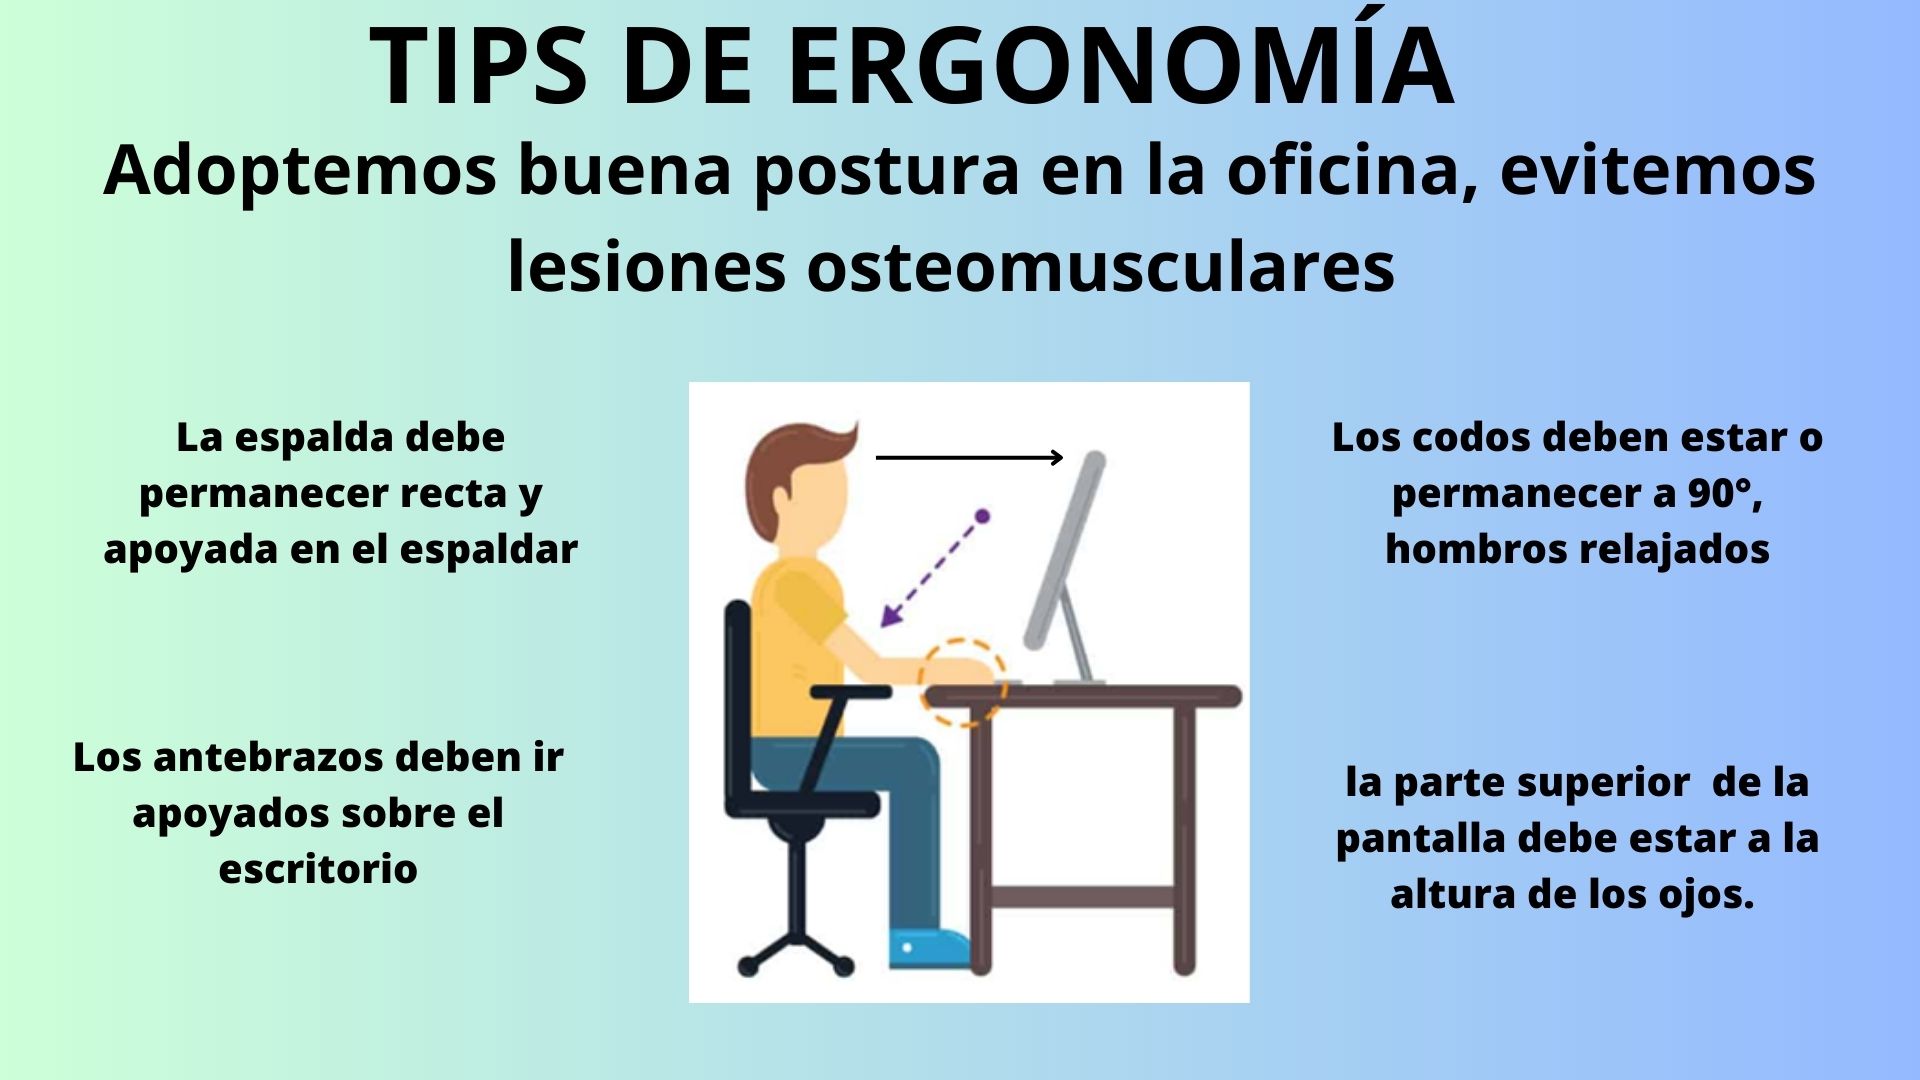 TIPS DE ERGONOMÍA
Adoptemos buena postura en la oficina, evitemos
lesiones osteomusculares
La espalda debe
permanecer recta y
apoyada en el espaldar
Los codos deben estar o
permanecer a 90°,
hombros relajados
Los antebrazos deben ir
apoyados sobre el
escritorio
la parte superior  de la
pantalla debe estar a la
altura de los ojos.